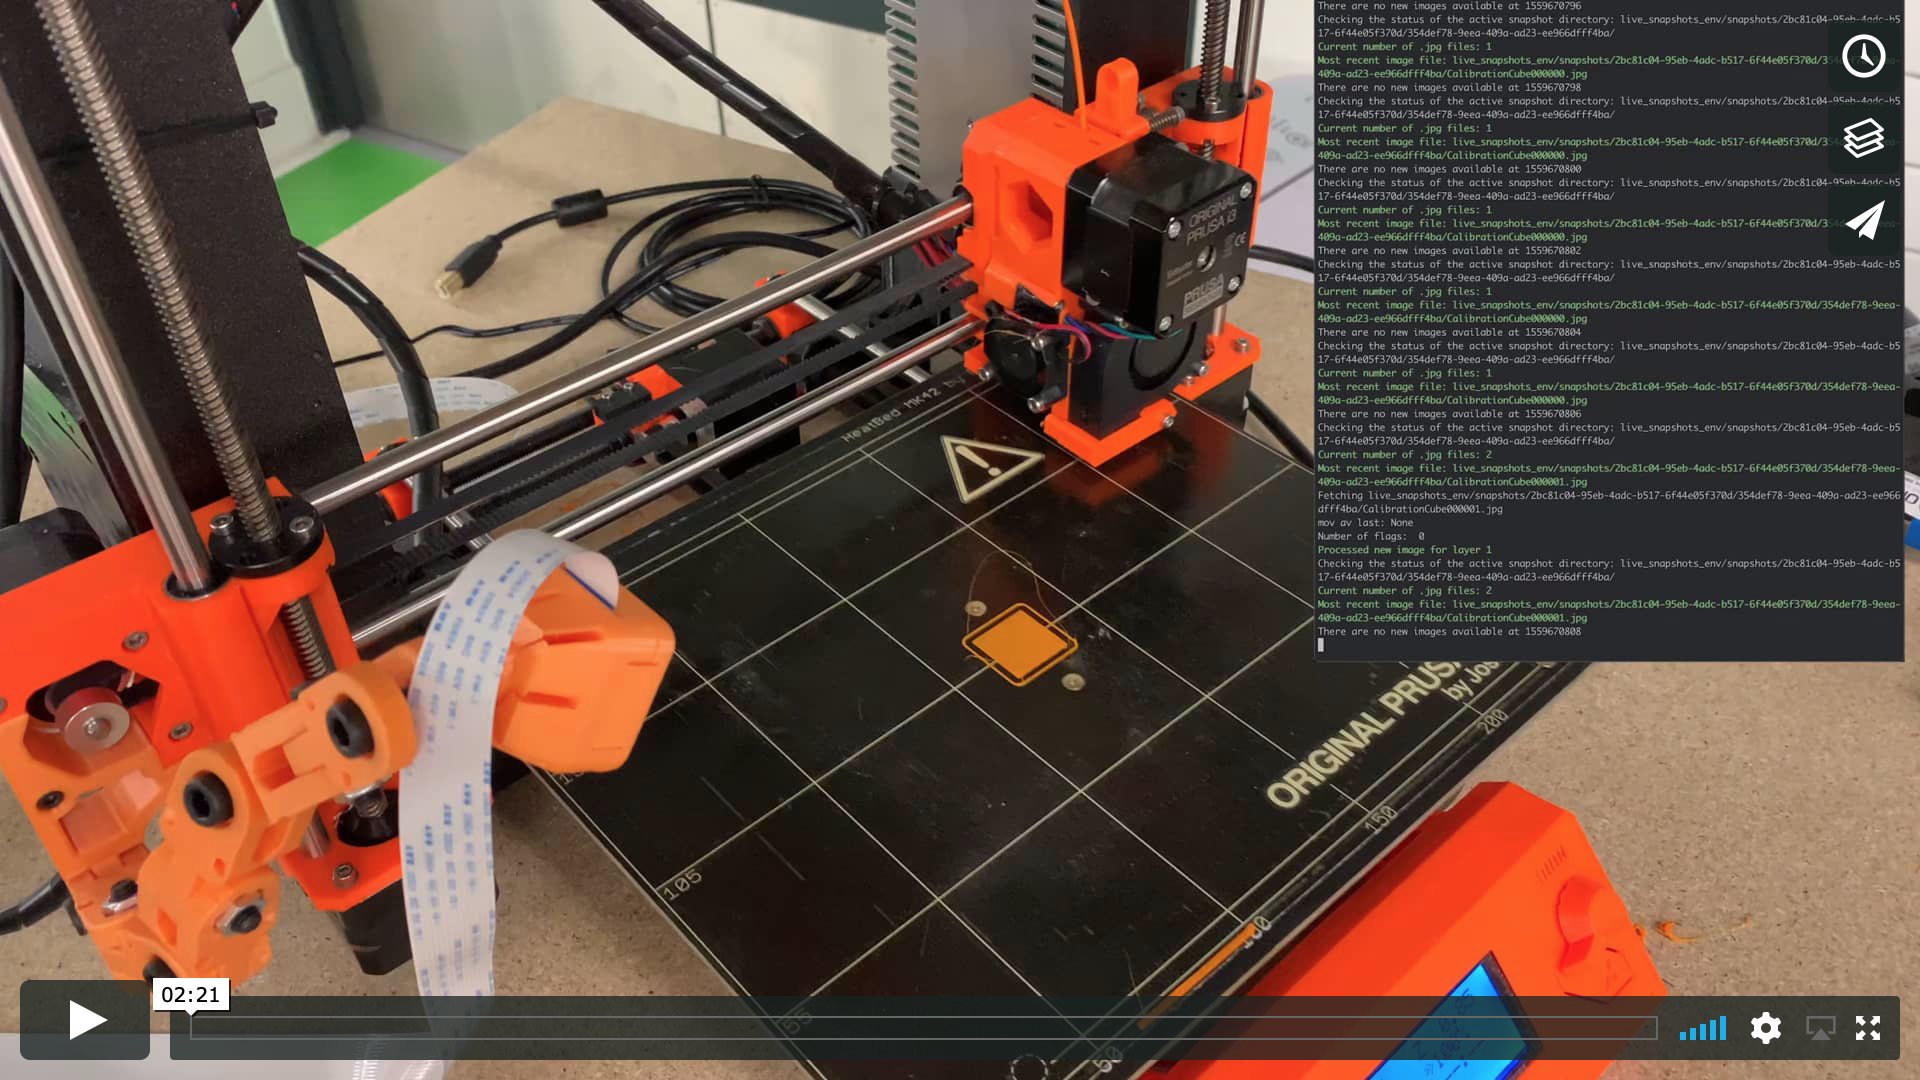 There are no new images available at 1559670796
Checking the status of the active snapshot directory: live_snapshots_env/snapshots/2bc81c04-95eb-4adc-b5
17-6f44e05f370d/354def78-9eea-409a-ad23-ee966dfff4ba/
Current number of .jpg files: 1
Most recent image file: live_snapshots_env/snapshots/2bc81c04-95eb-4adc-b517-6f44e05f370d/354def78-9eea-
409a-ad23-ee966dfff4ba/CalibrationCube000000.jpg
There are no new images available at 1559670798
Checking the status of the active snapshot directory: live_snapshots_env/snapshots/2bc81c04-95eb-4adc-b5
17-6f44e05f370d/354def78-9eea-409a-ad23-ee966dfff4ba/
Current number of .jpg files: 1
Most recent image file: live_snapshots_env/snapshots/2bc81c04-95eb-4adc-b517-6f44e05f370d/354def78-9eea-
409a-ad23-ee966dfff4ba/CalibrationCube000000.jpg
There are no new images available at 1559670800
Checking the status of the active snapshot directory: live_snapshots_env/snapshots/2bc81c04-95eb-4adc-b5
17-6f44e05f370d/354def78-9eea-409a-ad23-ee966dfff4ba/
Current number of .jpg files: 1
Most recent image file: live_snapshots_env/snapshots/2bc81c04-95eb-4adc-b517-6f44e05f370d/354def78-9eea-
409a-ad23-ee966dfff4ba/CalibrationCube000000.jpg
There are no new images available at 1559670802
Checking the status of the active snapshot directory: live_snapshots_env/snapshots/2bc81c04-95eb-4adc-b5
17-6f44e05f370d/354def78-9eea-409a-ad23-ee966dfff4ba/
Current number of .jpg files: 1
Most recent image file: live_snapshots_env/snapshots/2bc81c04-95eb-4adc-b517-6f44e05f370d/354def78-9eea-
409a-ad23-ee966dfff4ba/CalibrationCube000000.jpg
There are no new images available at 1559670804
Checking the status of the active snapshot directory: live_snapshots_env/snapshots/2bc81c04-95eb-4adc-b5
17-6f44e05f370d/354def78-9eea-409a-ad23-ee966dfff4ba/
Current number of .jpg files: 1
Most recent image file: live_snapshots_env/snapshots/2bc81c04-95eb-4adc-b517-6f44e05f370d/354def78-9eea-
409a-ad23-ee966dfff4ba/CalibrationCube000000.jpg
There are no new images available at 1559670806
Checking the status of the active snapshot directory: live_snapshots_env/snapshots/2bc81c04-95eb-4adc-b5
17-6f44e05f370d/354def78-9eea-409a-ad23-ee966dfff4ba/
Current number of .jpg files: 2
Most recent image file: live_snapshots_env/snapshots/2bc81c04-95eb-4adc-b517-6f44e05f370d/354def78-9eea-
409a-ad23-ee966dfff4ba/CalibrationCube000001.jpg
Fetching live_snapshots_env/snapshots/2bc81c04-95eb-4adc-b517-6f44e05f370d/354def78-9eea-409a-ad23-ee966
dfff4ba/CalibrationCube000001.jpg
mov av last: None
Number of flags:  0
Processed new image for layer 1
Checking the status of the active snapshot directory: live_snapshots_env/snapshots/2bc81c04-95eb-4adc-b5
17-6f44e05f370d/354def78-9eea-409a-ad23-ee966dfff4ba/
Current number of .jpg files: 2
Most recent image file: live_snapshots_env/snapshots/2bc81c04-95eb-4adc-b517-6f44e05f370d/354def78-9eea-
409a-ad23-ee966dfff4ba/CalibrationCube000001.jpg
There are no new images available at 1559670808
ORIGINAL
PRUSA i3
Extruder
PRUSA
CE
HeatBed MK42 by
ORIGINAL PRUSA
by Jos
200
150
100
105
55
50
02:21